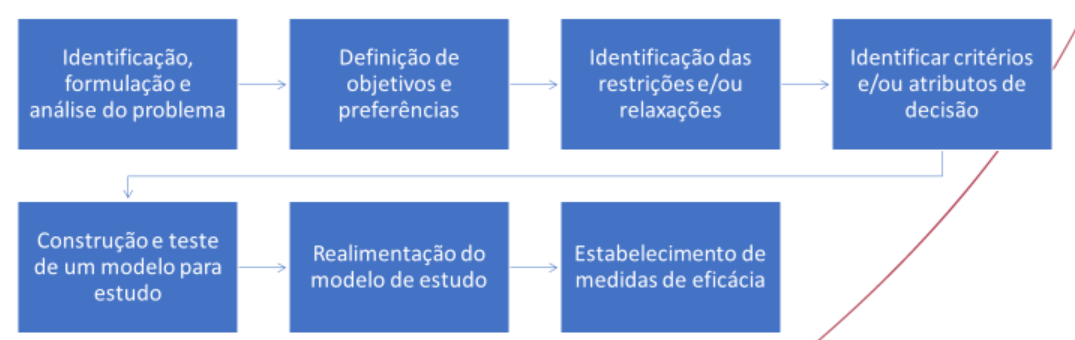 Identificação,
formulação e
análise do problema
Definição de
objetivos e
preferências
Identificação das
restrições e/ou
relaxações
Identificar critérios
e/ou atributos de
decisão
Construção e teste
de um modelo para
estudo
Realimentação do
modelo de estudo
Estabelecimento de
medidas de eficácia